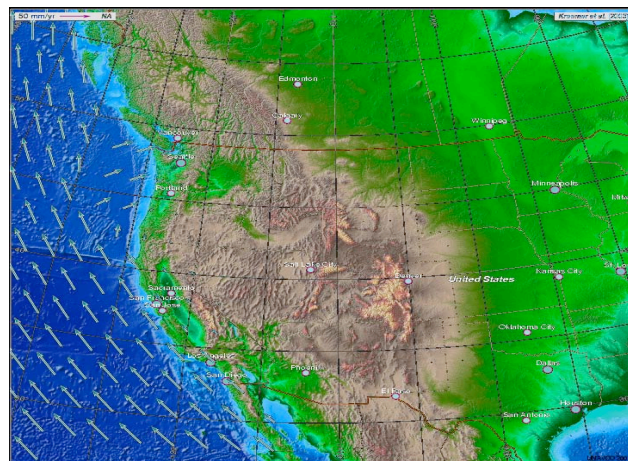 50 mm/yr NA
Kreemer et al. (2003)
Edmonton
Calgary
Winnipeg
Vancouver
Seattle
Portland
Minneapolis
Salt Lake City
Denver
United States
Kansas City
Sacramento
San Francisco
San Jose
Oklahoma City
Los Angeles
Phoenix
Dallas
San Diego
El Paso
Houston
San Antonio